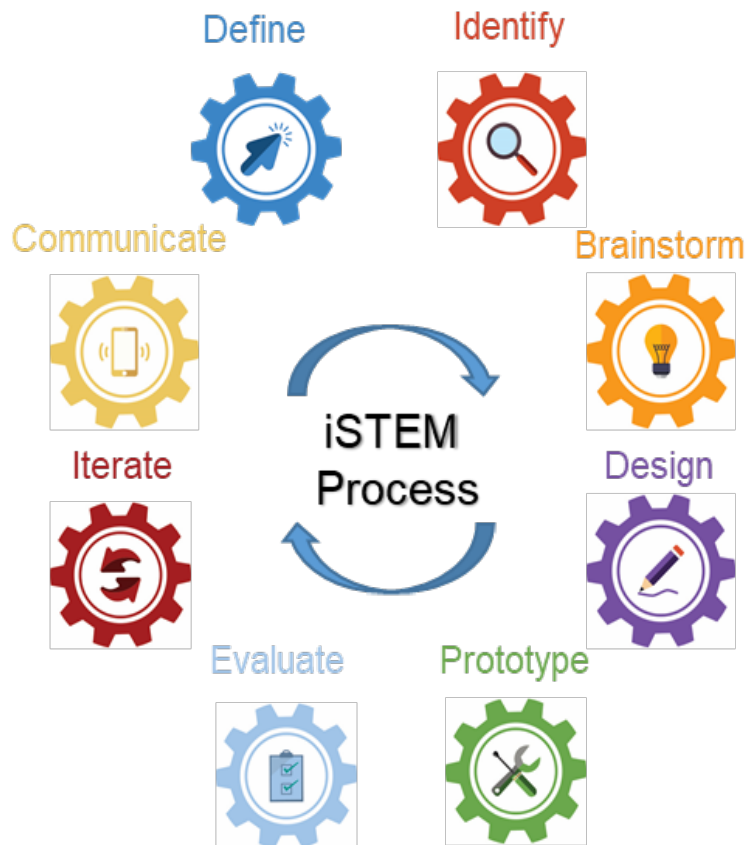 Define
Identify
Communicate
Brainstorm
iSTEM
Process
Iterate
Design
Evaluate
Prototype